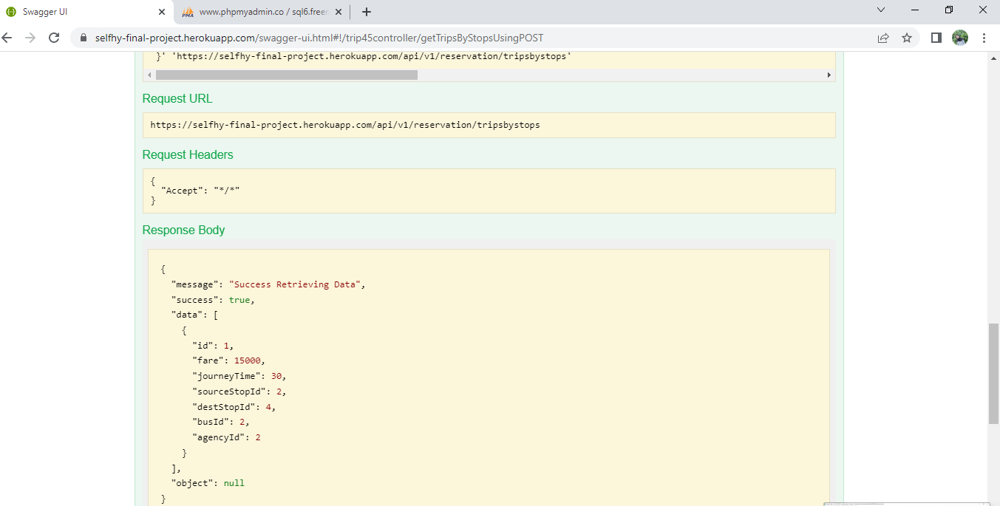 Swagger UI
www.phpmyadmin.co / sql6.freer
selfhy-final-project.herokuapp.com/swagger-ui.html#!/trip45controller/getTripsByStopsUsingPOST
}' 'https://selfhy-final-project.herokuapp.com/api/v1/reservation/tripsbystops'
Request URL
https://selfhy-final-project.herokuapp.com/api/v1/reservation/tripsbystops
Request Headers
{
"Accept": "*/*"
}
Response Body
{
"message": "Success Retrieving Data",
"success": true,
"data": [
{
"id": 1,
"fare": 15000,
"journeyTime": 30,
"sourceStopId": 2,
"destStopId": 4,
"busId": 2,
"agencyId": 2
}
],
"object": null
}